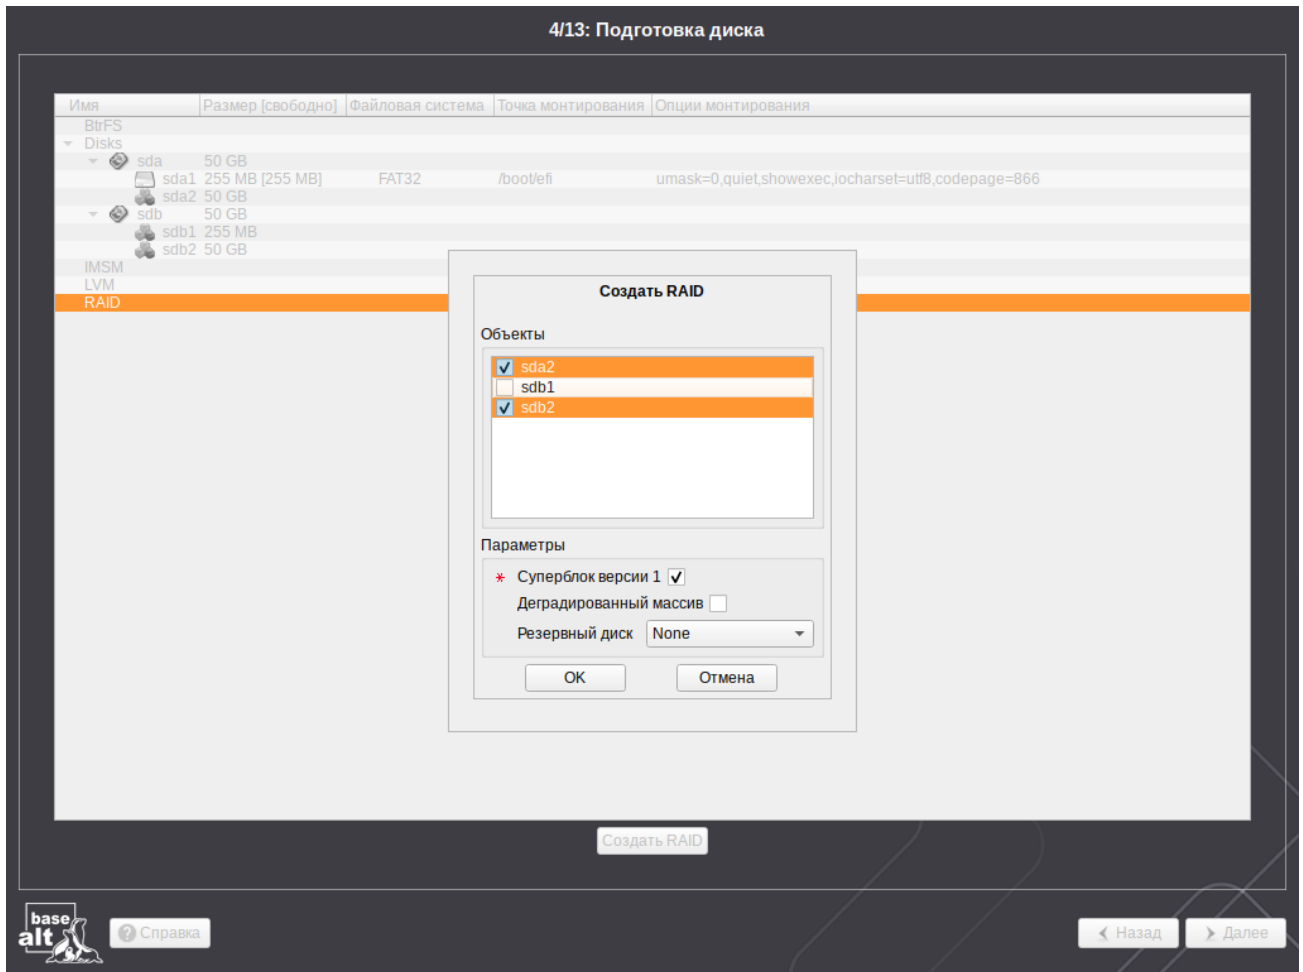 4/13: Подготовка диска
Имя Размер [свободно] Файловая система Точка монтирования Опции монтирования
BtrFS
Disks
sda 50 GB
sda1 255 MB [255 MB] FAT32 /boot/efi umask=0,quiet,showexec,iocharset=utf8,codepage=866
sda2 50 GB
sdb 50 GB
sdb1 255 MB
sdb2 50 GB
IMSM
LVM
RAID
Создать RAID
Объекты
sda2
sdb1
sdb2
Параметры
* Суперблок версии 1
Деградированный массив
Резервный диск None
OK Отмена
Создать RAID
base
alt
Справка Назад Далее